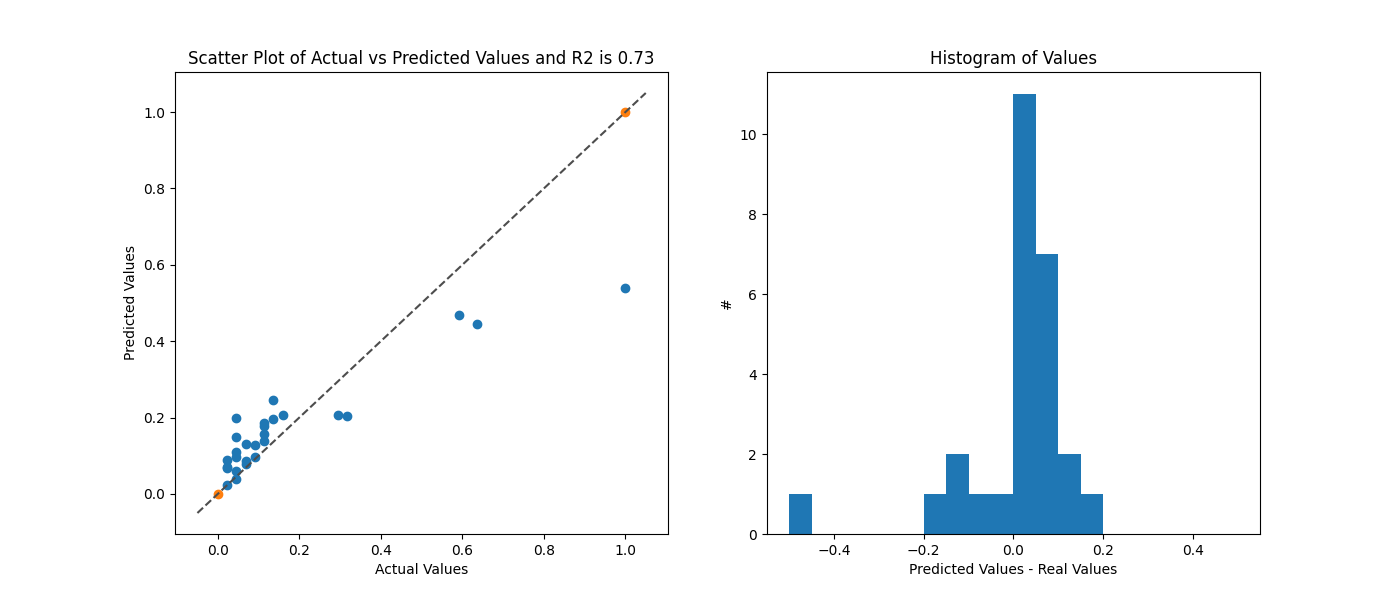 Scatter Plot of Actual vs Predicted Values and R2 is 0.73
1.0
0.8
0.6
0.4
0.2
0.0
Predicted Values
0.0 0.2 0.4 0.6 0.8 1.0
Actual Values
Histogram of Values
10
8
6
4
2
0
#
−0.4 −0.2 0.0 0.2 0.4
Predicted Values - Real Values